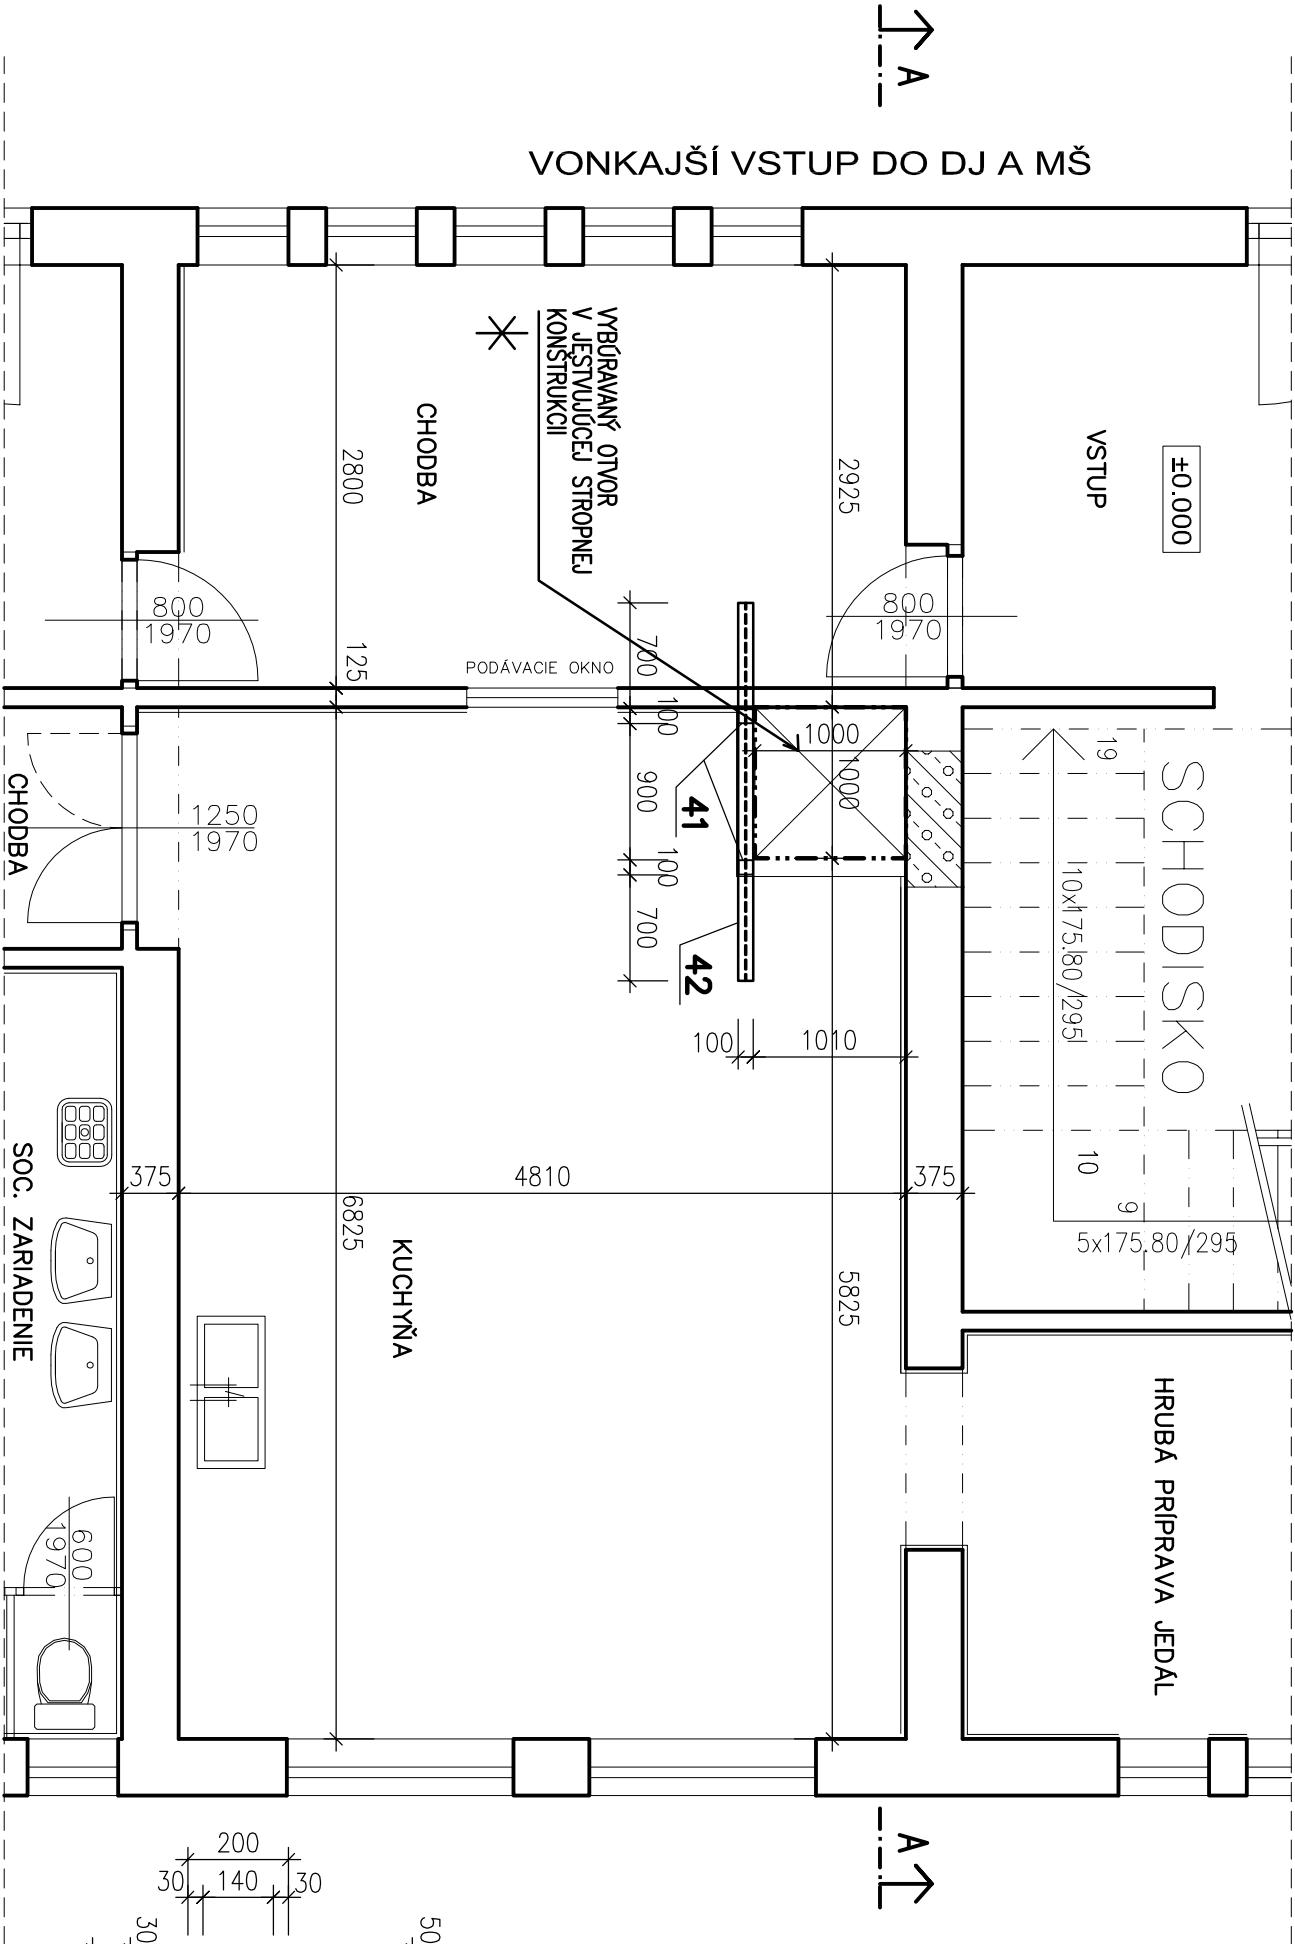 A
VONKAJŠÍ VSTUP DO DJ A MŠ
±0.000
VSTUP
VYBÚRAVANÝ OTVOR
V JESTVUJÚCEJ STROPNEJ
KONŠTRUKCII
CHODBA
2800
2925
800
1970
800
1970
125
PODÁVACIE OKNO
700
100
900
100
700
1000
1000
41
42
100
1010
1250
1970
CHODBA
SCHODISKO
19
10x175.80/295
10
9
5x175.80/295
375
4810
375
6825
5825
KUCHYŇA
SOC. ZARIADENIE
600
1970
HRUBÁ PRÍPRAVA JEDÁL
A
200
30
140
30
30
50